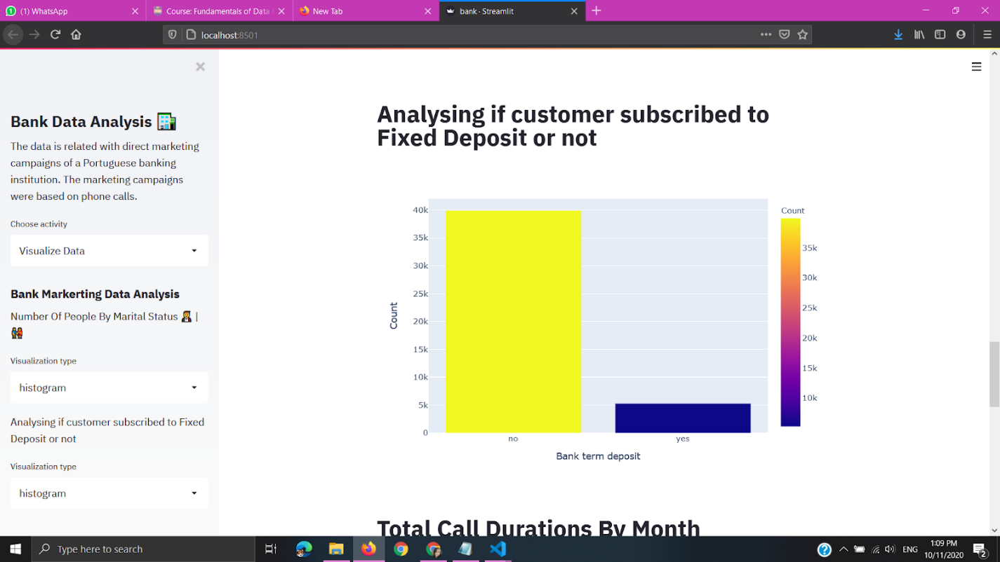 (1) WhatsApp
Course: Fundamentals of Data
New Tab
bank · Streamlit
localhost:8501
Bank Data Analysis 🏦
The data is related with direct marketing
campaigns of a Portuguese banking
institution. The marketing campaigns
were based on phone calls.
Choose activity
Visualize Data
Bank Markerting Data Analysis
Number Of People By Marital Status |
Visualization type
histogram
Analysing if customer subscribed to Fixed
Deposit or not
Visualization type
histogram
Analysing if customer subscribed to
Fixed Deposit or not
Count
40k
35k
30k
25k
20k
15k
10k
5k
0
no
yes
Bank term deposit
Count
35k
30k
25k
20k
15k
10k
Total Call Durations By Month
Type here to search
ENG
1:09 PM
10/11/2020
2